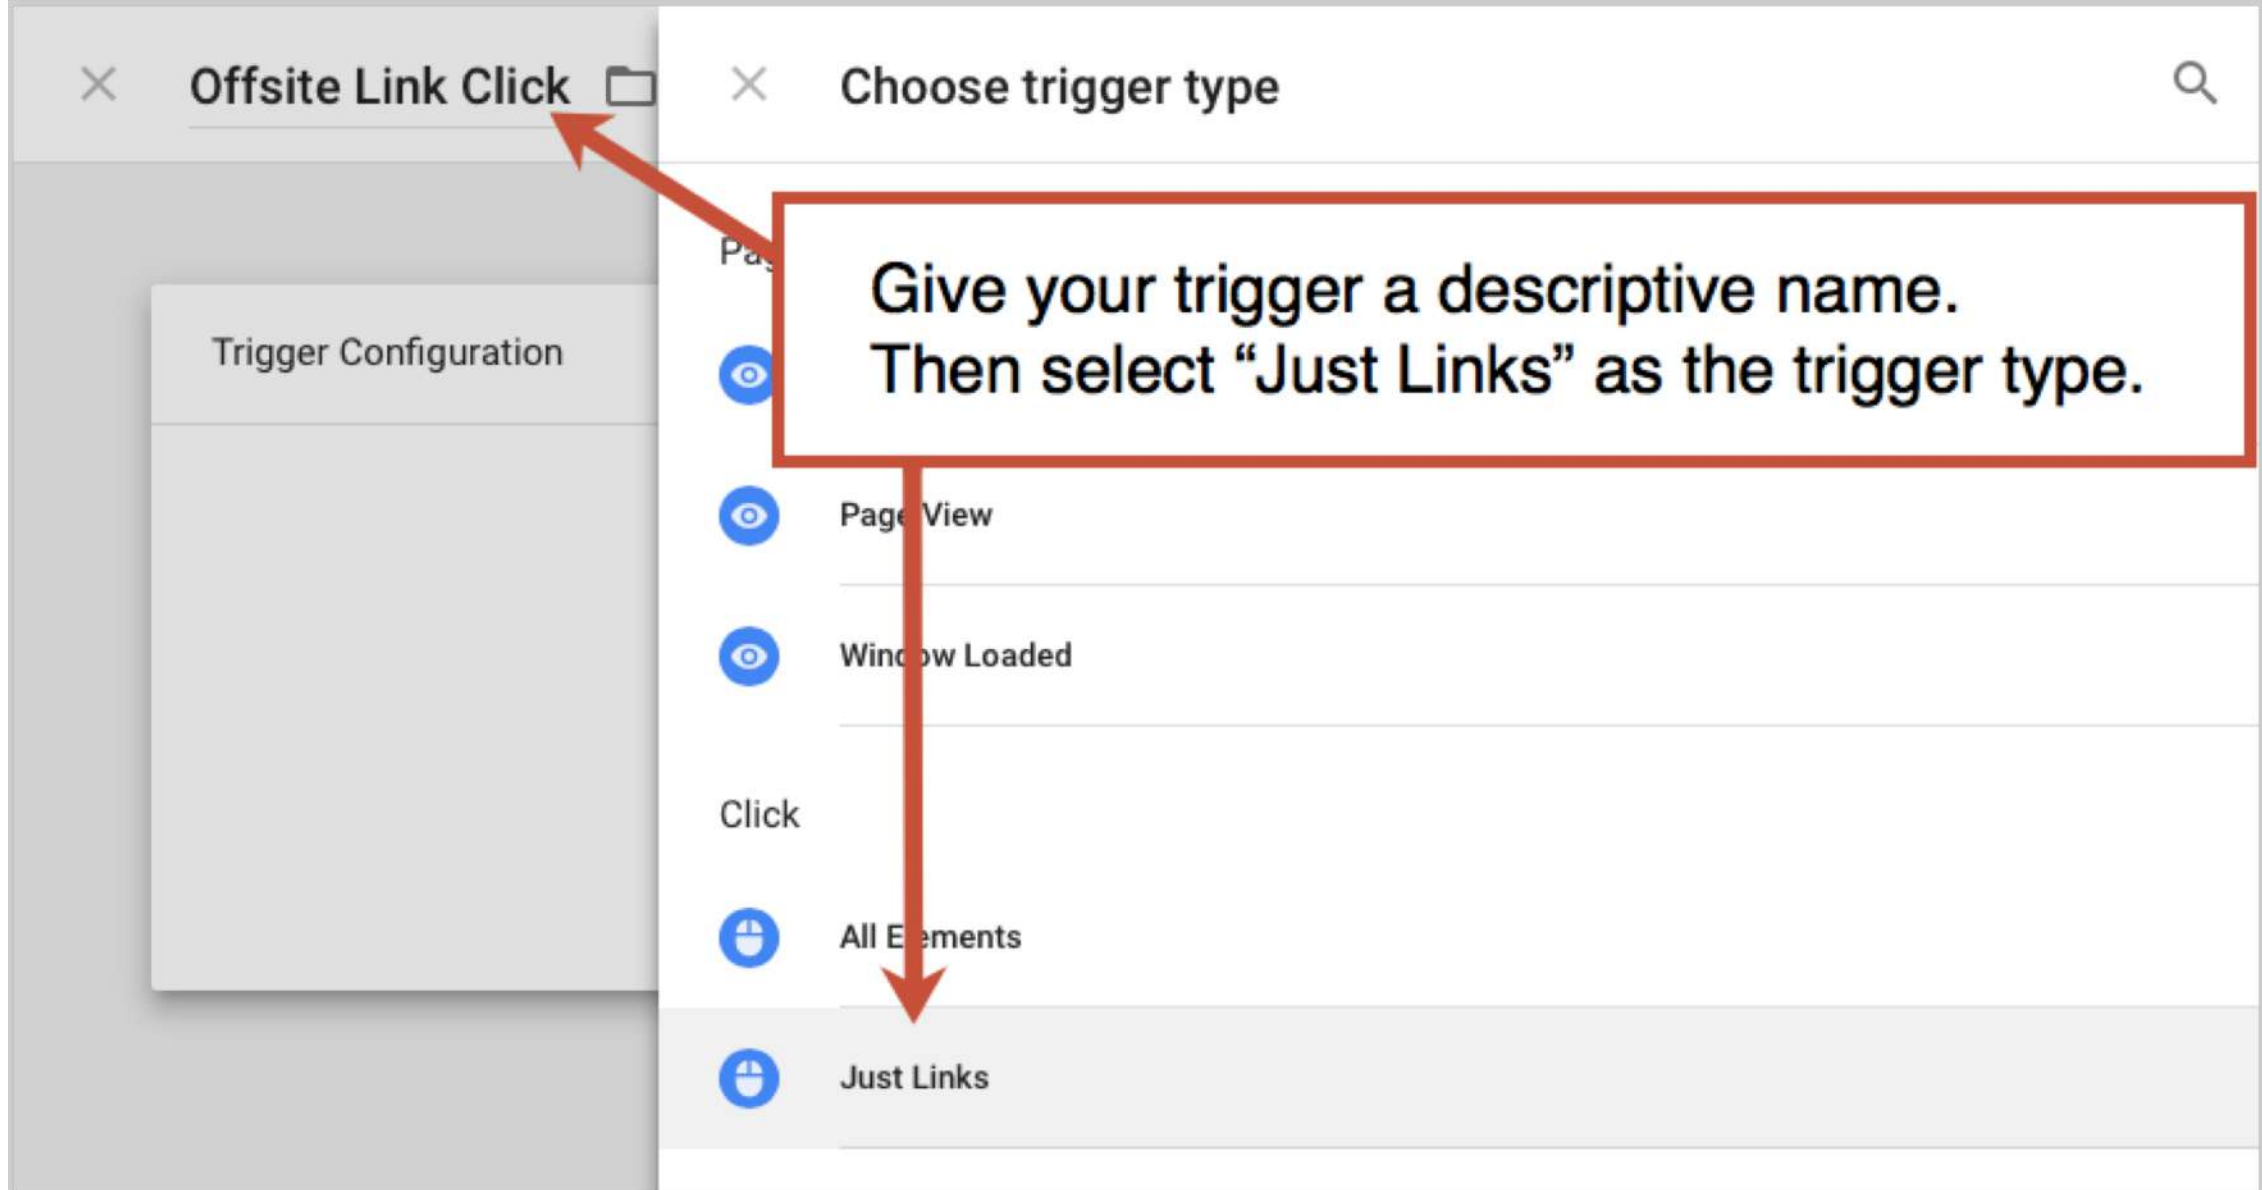 Offsite Link Click
Choose trigger type
Give your trigger a descriptive name.
Then select “Just Links” as the trigger type.
Trigger Configuration
Page View
Window Loaded
Click
All Elements
Just Links